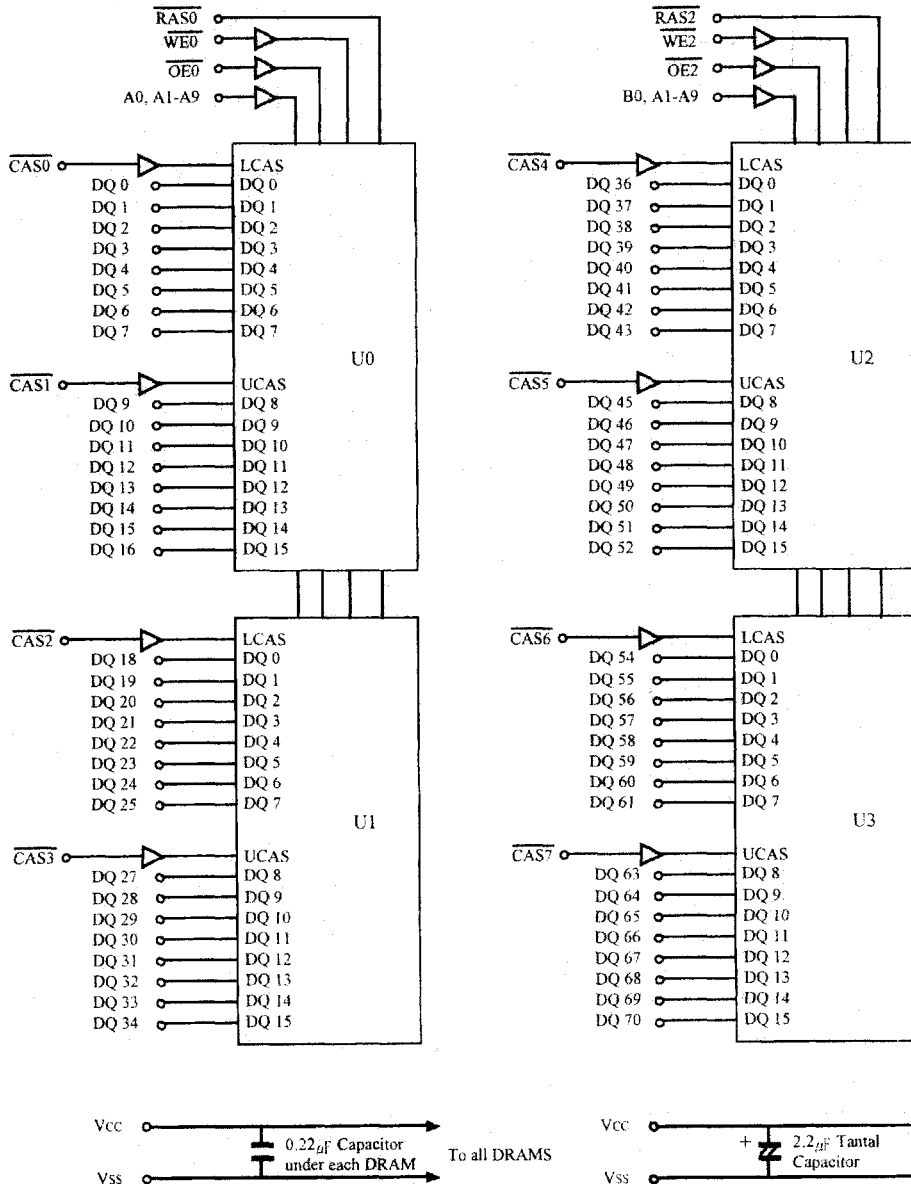 RAS0
WE0
OE0
A0, A1-A9
CAS0
LCAS
DQ 0 DQ 0
DQ 1 DQ 1
DQ 2 DQ 2
DQ 3 DQ 3
DQ 4 DQ 4
DQ 5 DQ 5
DQ 6 DQ 6
DQ 7 DQ 7
U0
CAS1
UCAS
DQ 9 DQ 8
DQ 10 DQ 9
DQ 11 DQ 10
DQ 12 DQ 11
DQ 13 DQ 12
DQ 14 DQ 13
DQ 15 DQ 14
DQ 16 DQ 15
CAS2
LCAS
DQ 18 DQ 0
DQ 19 DQ 1
DQ 20 DQ 2
DQ 21 DQ 3
DQ 22 DQ 4
DQ 23 DQ 5
DQ 24 DQ 6
DQ 25 DQ 7
U1
CAS3
UCAS
DQ 27 DQ 8
DQ 28 DQ 9
DQ 29 DQ 10
DQ 30 DQ 11
DQ 31 DQ 12
DQ 32 DQ 13
DQ 33 DQ 14
DQ 34 DQ 15
RAS2
WE2
OE2
B0, A1-A9
CAS4
LCAS
DQ 36 DQ 0
DQ 37 DQ 1
DQ 38 DQ 2
DQ 39 DQ 3
DQ 40 DQ 4
DQ 41 DQ 5
DQ 42 DQ 6
DQ 43 DQ 7
U2
CAS5
UCAS
DQ 45 DQ 8
DQ 46 DQ 9
DQ 47 DQ 10
DQ 48 DQ 11
DQ 49 DQ 12
DQ 50 DQ 13
DQ 51 DQ 14
DQ 52 DQ 15
CAS6
LCAS
DQ 54 DQ 0
DQ 55 DQ 1
DQ 56 DQ 2
DQ 57 DQ 3
DQ 58 DQ 4
DQ 59 DQ 5
DQ 60 DQ 6
DQ 61 DQ 7
U3
CAS7
UCAS
DQ 63 DQ 8
DQ 64 DQ 9
DQ 65 DQ 10
DQ 66 DQ 11
DQ 67 DQ 12
DQ 68 DQ 13
DQ 69 DQ 14
DQ 70 DQ 15
Vcc
0.22µF Capacitor
under each DRAM
Vss
To all DRAMS
Vcc
+ 2.2µF Tantal
Capacitor
Vss